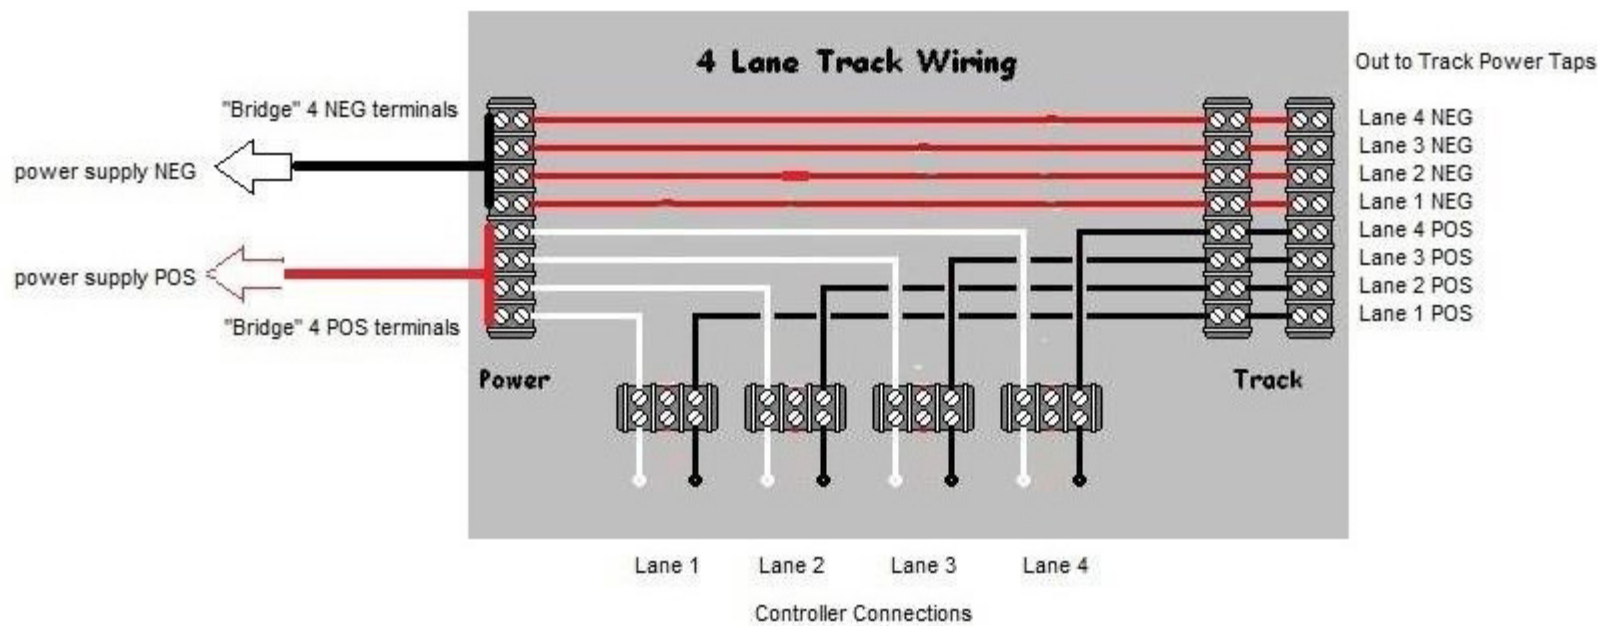 4 Lane Track Wiring
Out to Track Power Taps
"Bridge" 4 NEG terminals
power supply NEG
power supply POS
"Bridge" 4 POS terminals
Lane 4 NEG
Lane 3 NEG
Lane 2 NEG
Lane 1 NEG
Lane 4 POS
Lane 3 POS
Lane 2 POS
Lane 1 POS
Power
Track
Lane 1
Lane 2
Lane 3
Lane 4
Controller Connections